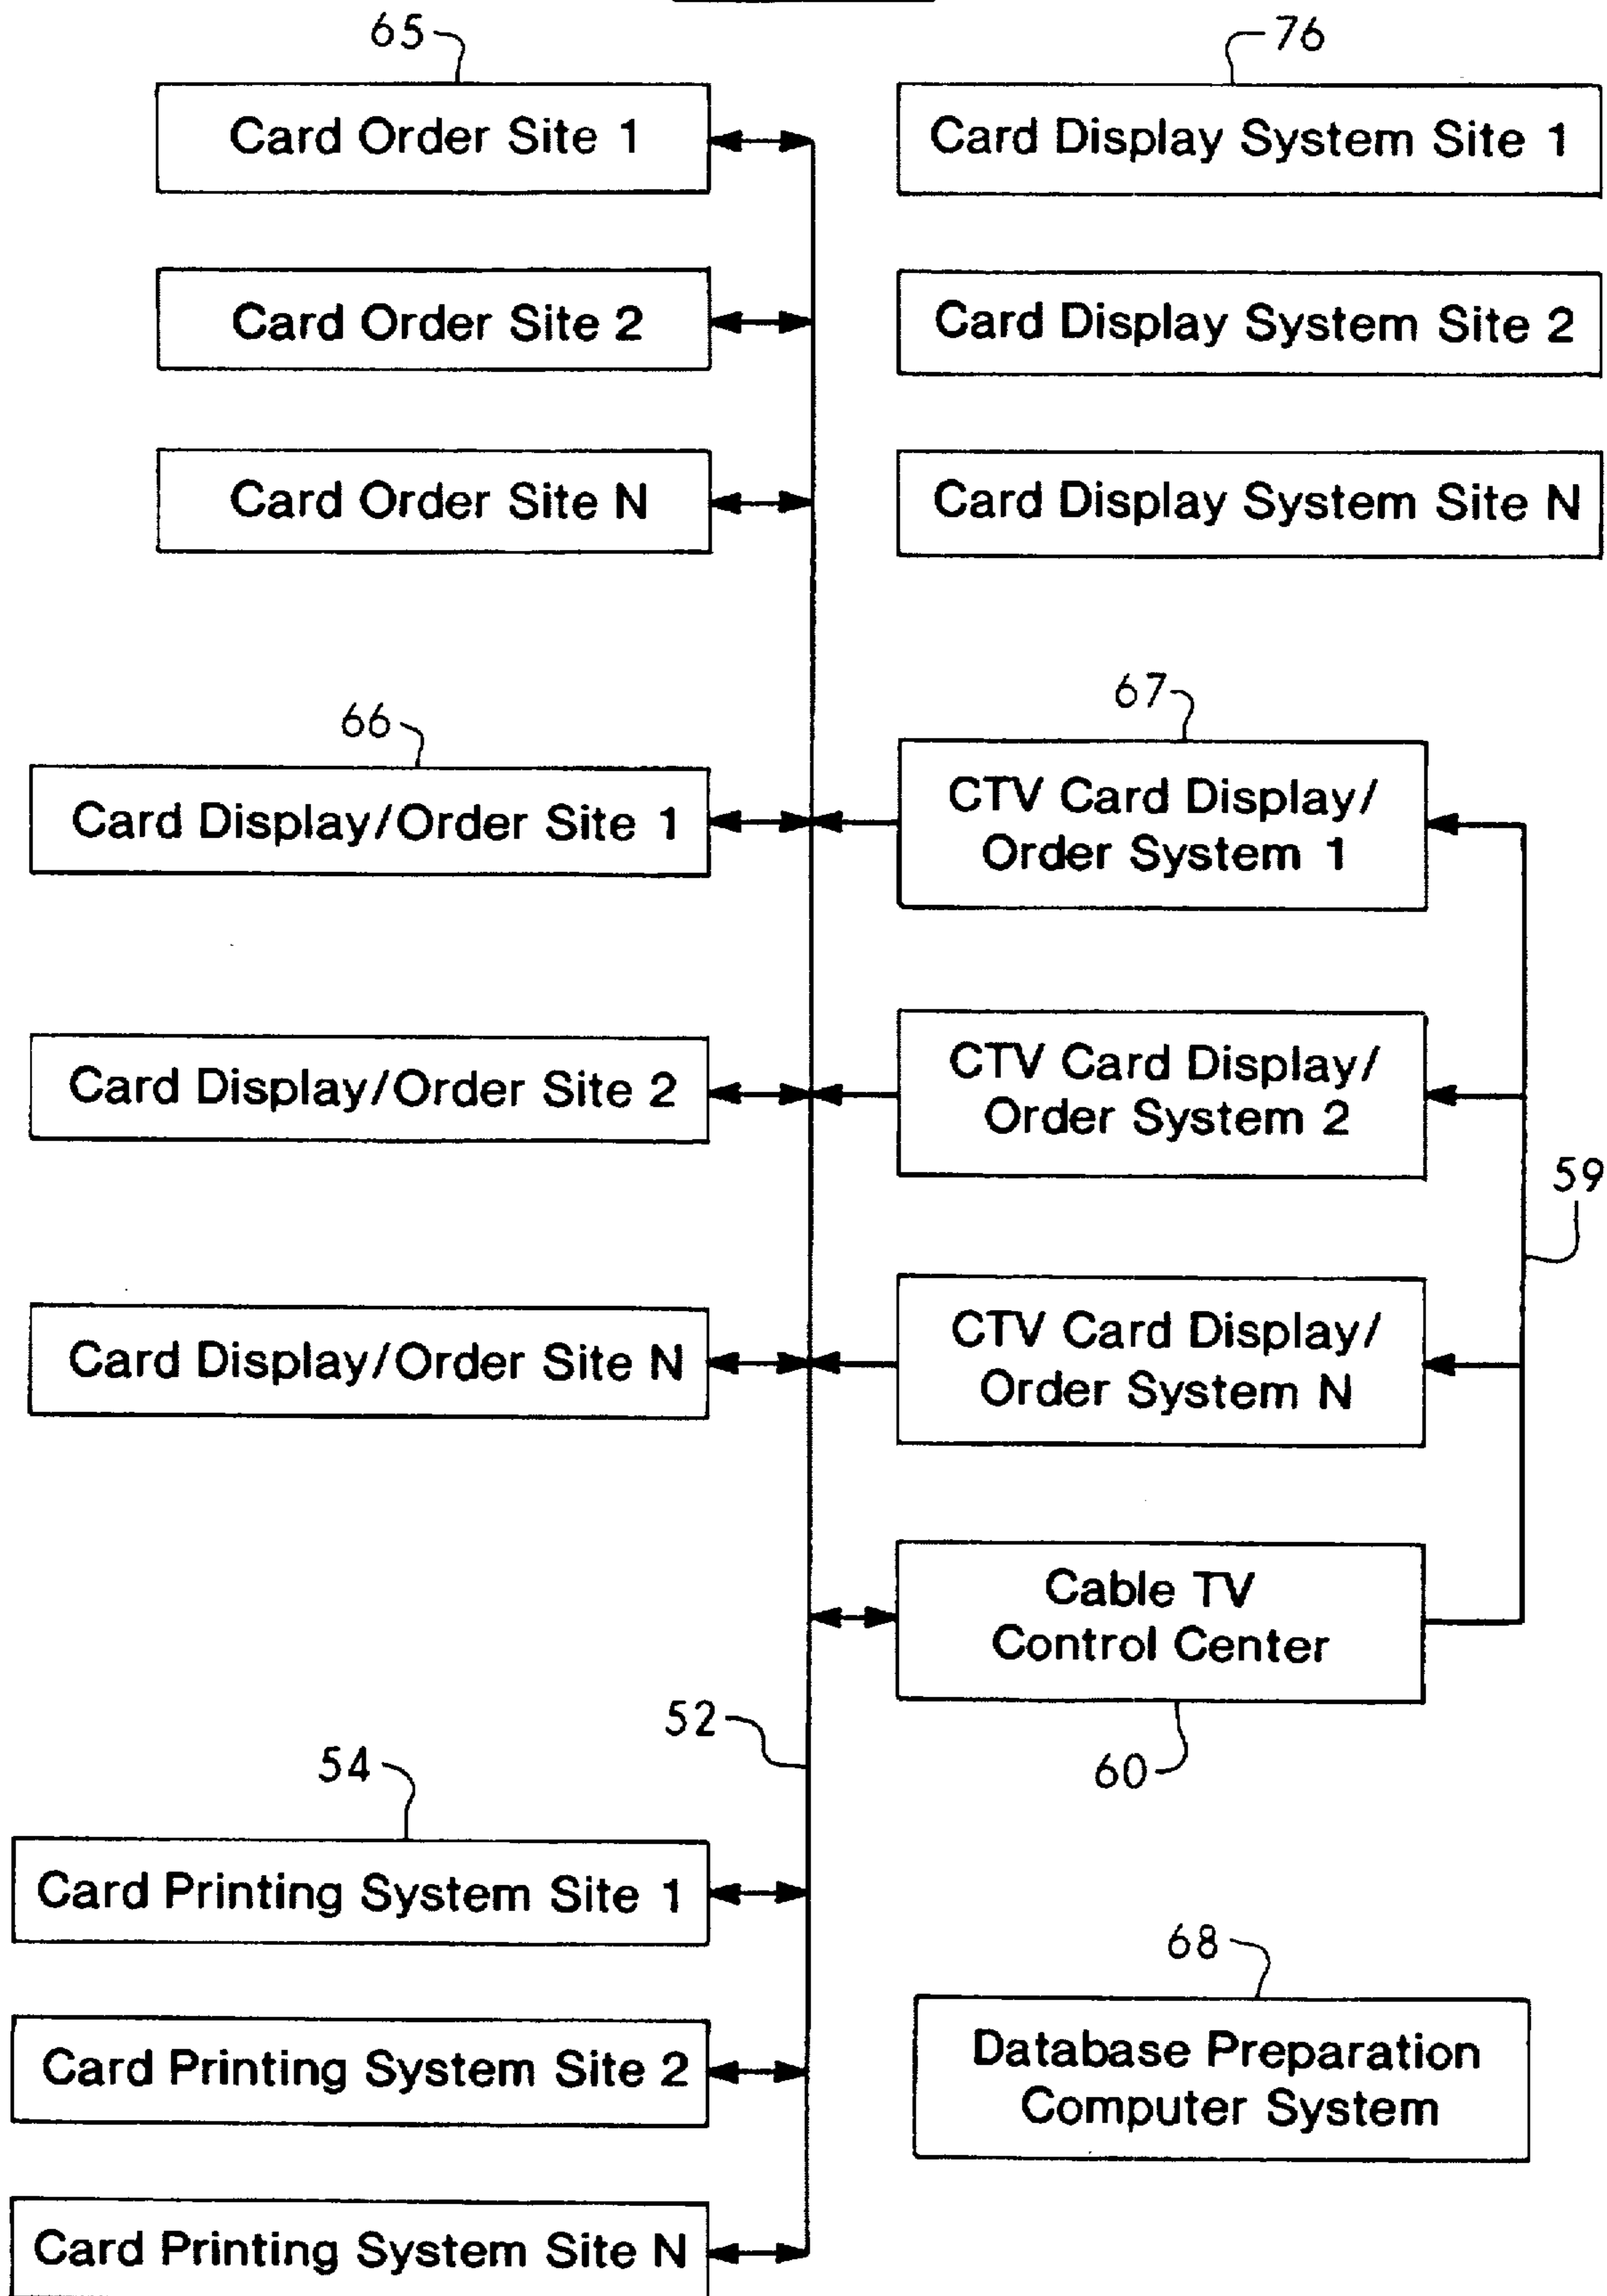 65
76
Card Order Site 1
Card Display System Site 1
Card Order Site 2
Card Display System Site 2
Card Order Site N
Card Display System Site N
66
67
Card Display/Order Site 1
CTV Card Display/
Order System 1
Card Display/Order Site 2
CTV Card Display/
Order System 2
59
Card Display/Order Site N
CTV Card Display/
Order System N
Cable TV
Control Center
52
60
54
Card Printing System Site 1
68
Card Printing System Site 2
Database Preparation
Computer System
Card Printing System Site N